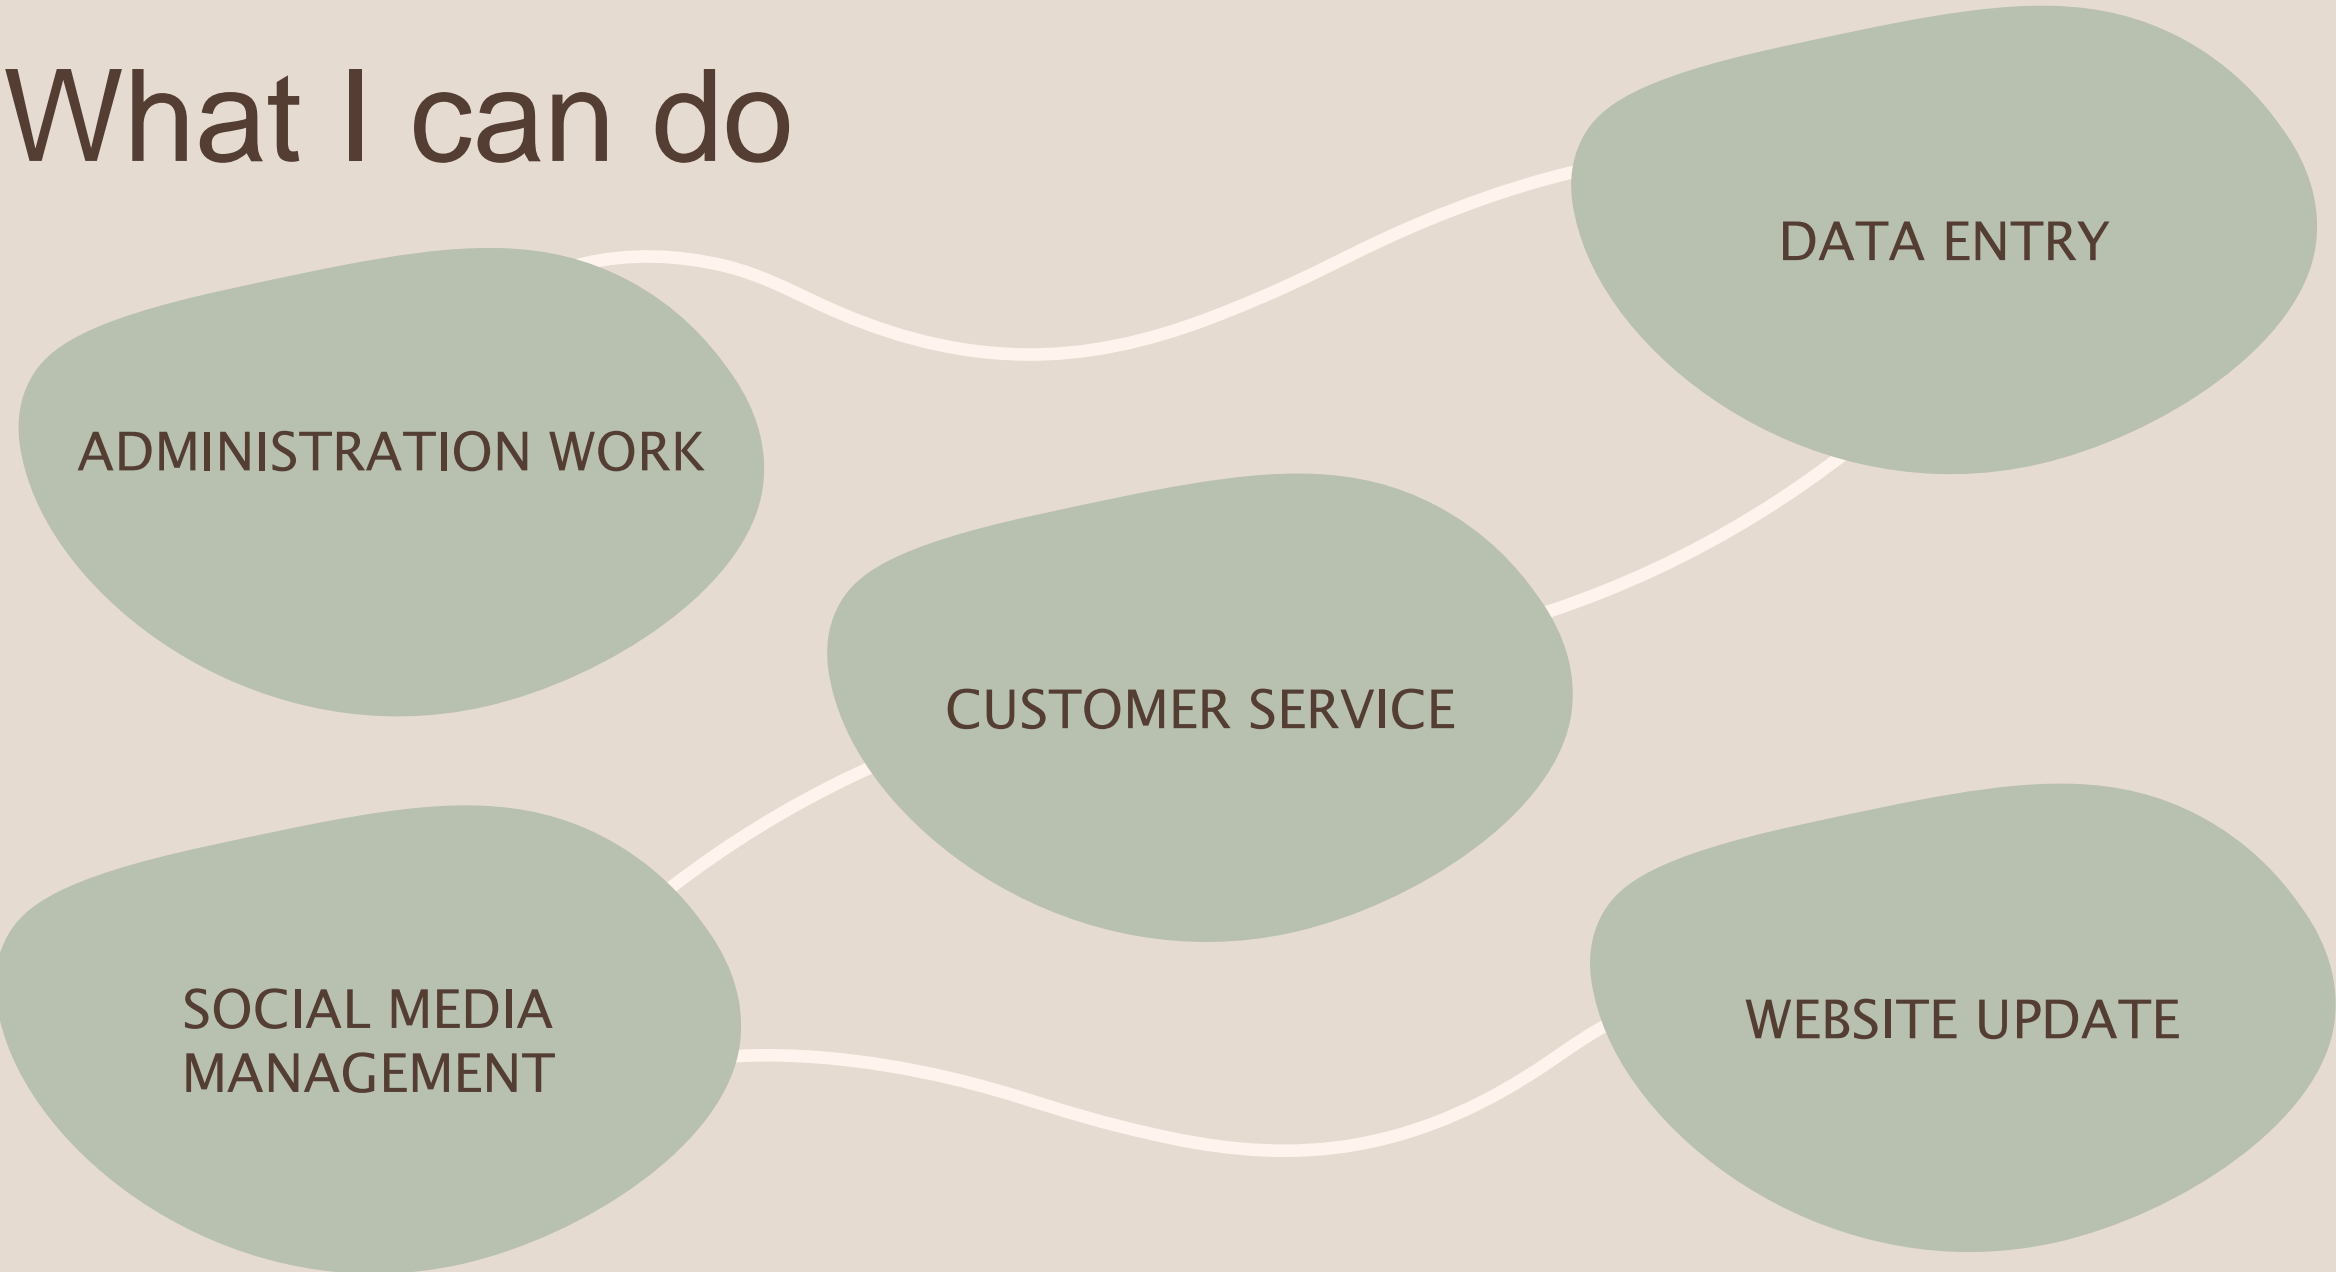 What I can do
DATA ENTRY
ADMINISTRATION WORK
CUSTOMER SERVICE
SOCIAL MEDIA
MANAGEMENT
WEBSITE UPDATE